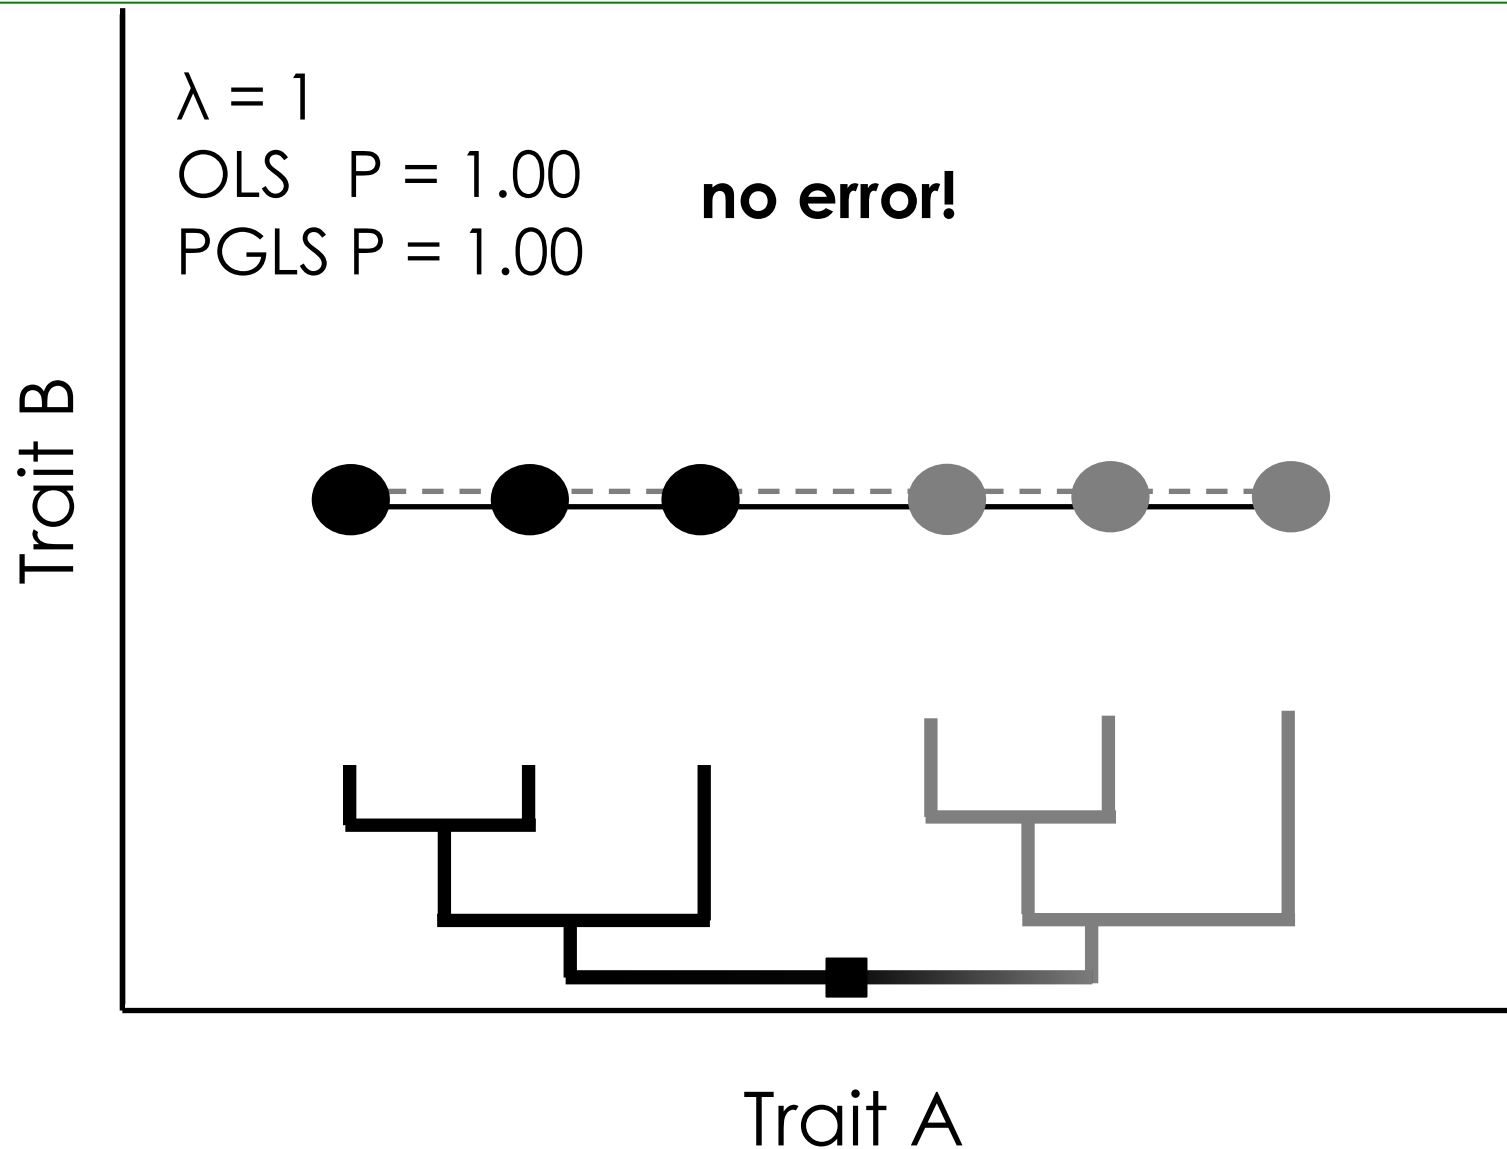 λ = 1
OLS P = 1.00
PGLS P = 1.00
no error!
Trait B
Trait A